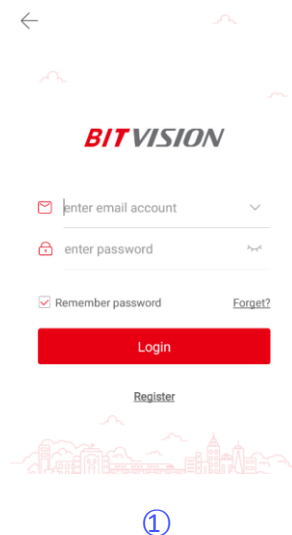 BITVISION
enter email account
enter password
Remember password Forget?
Login
Register
①